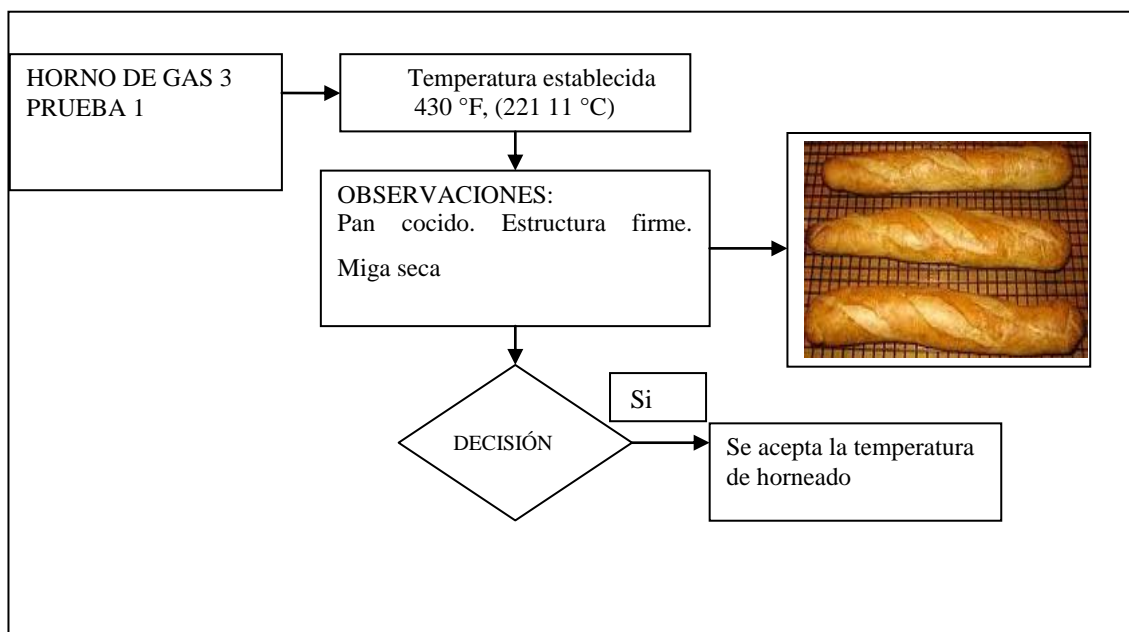 HORNO DE GAS 3
PRUEBA 1
Temperatura establecida
430 °F, (221 11 °C)
OBSERVACIONES:
Pan cocido. Estructura firme.
Miga seca
Si
DECISIÓN
Se acepta la temperatura
de horneado